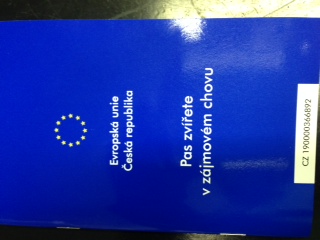 Evropská unie
Česká republika
Pas zvířete
v zájmovém chovu
CZ 190000366892